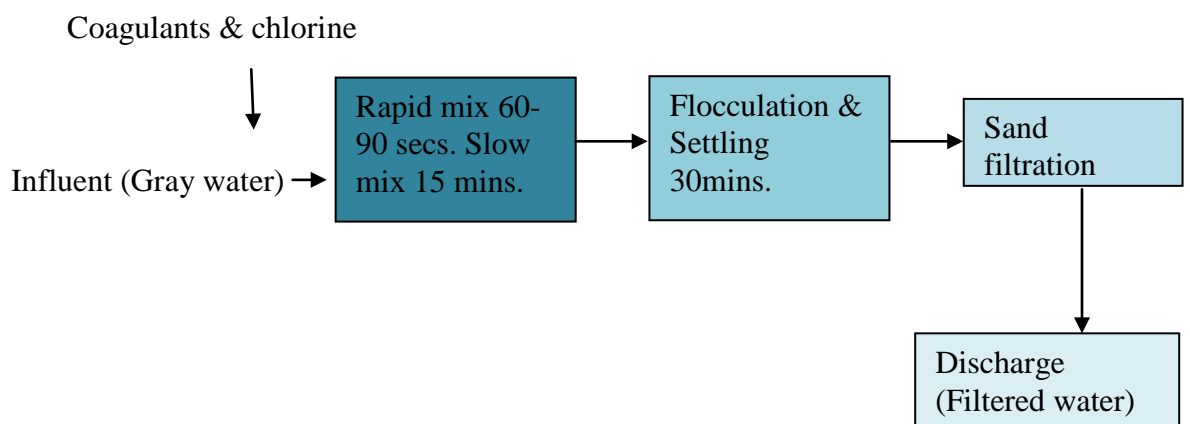 Coagulants & chlorine
Influent (Gray water)
Rapid mix 60-
90 secs. Slow
mix 15 mins.
Flocculation &
Settling
30mins.
Sand
filtration
Discharge
(Filtered water)